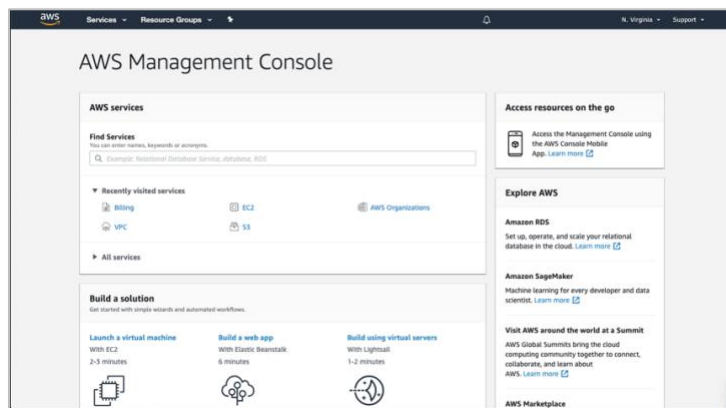 aws
Services
Resource Groups
N. Virginia
Support
AWS Management Console
AWS services
Find Services
You can enter names, keywords or acronyms.
Example: Relational Database Service, database, RDS
Recently visited services
Billing
EC2
AWS Organizations
VPC
S3
All services
Build a solution
Get started with simple wizards and automated workflows.
Launch a virtual machine
With EC2
2-3 minutes
Build a web app
With Elastic Beanstalk
6 minutes
Build using virtual servers
With Lightsail
1-2 minutes
Access resources on the go
Access the Management Console using
the AWS Console Mobile
App. Learn more
Explore AWS
Amazon RDS
Set up, operate, and scale your relational
database in the cloud. Learn more
Amazon SageMaker
Machine learning for every developer and data
scientist. Learn more
Visit AWS around the world at a Summit
AWS Global Summits bring the cloud
computing community together to connect,
collaborate, and learn about
AWS. Learn more
AWS Marketplace